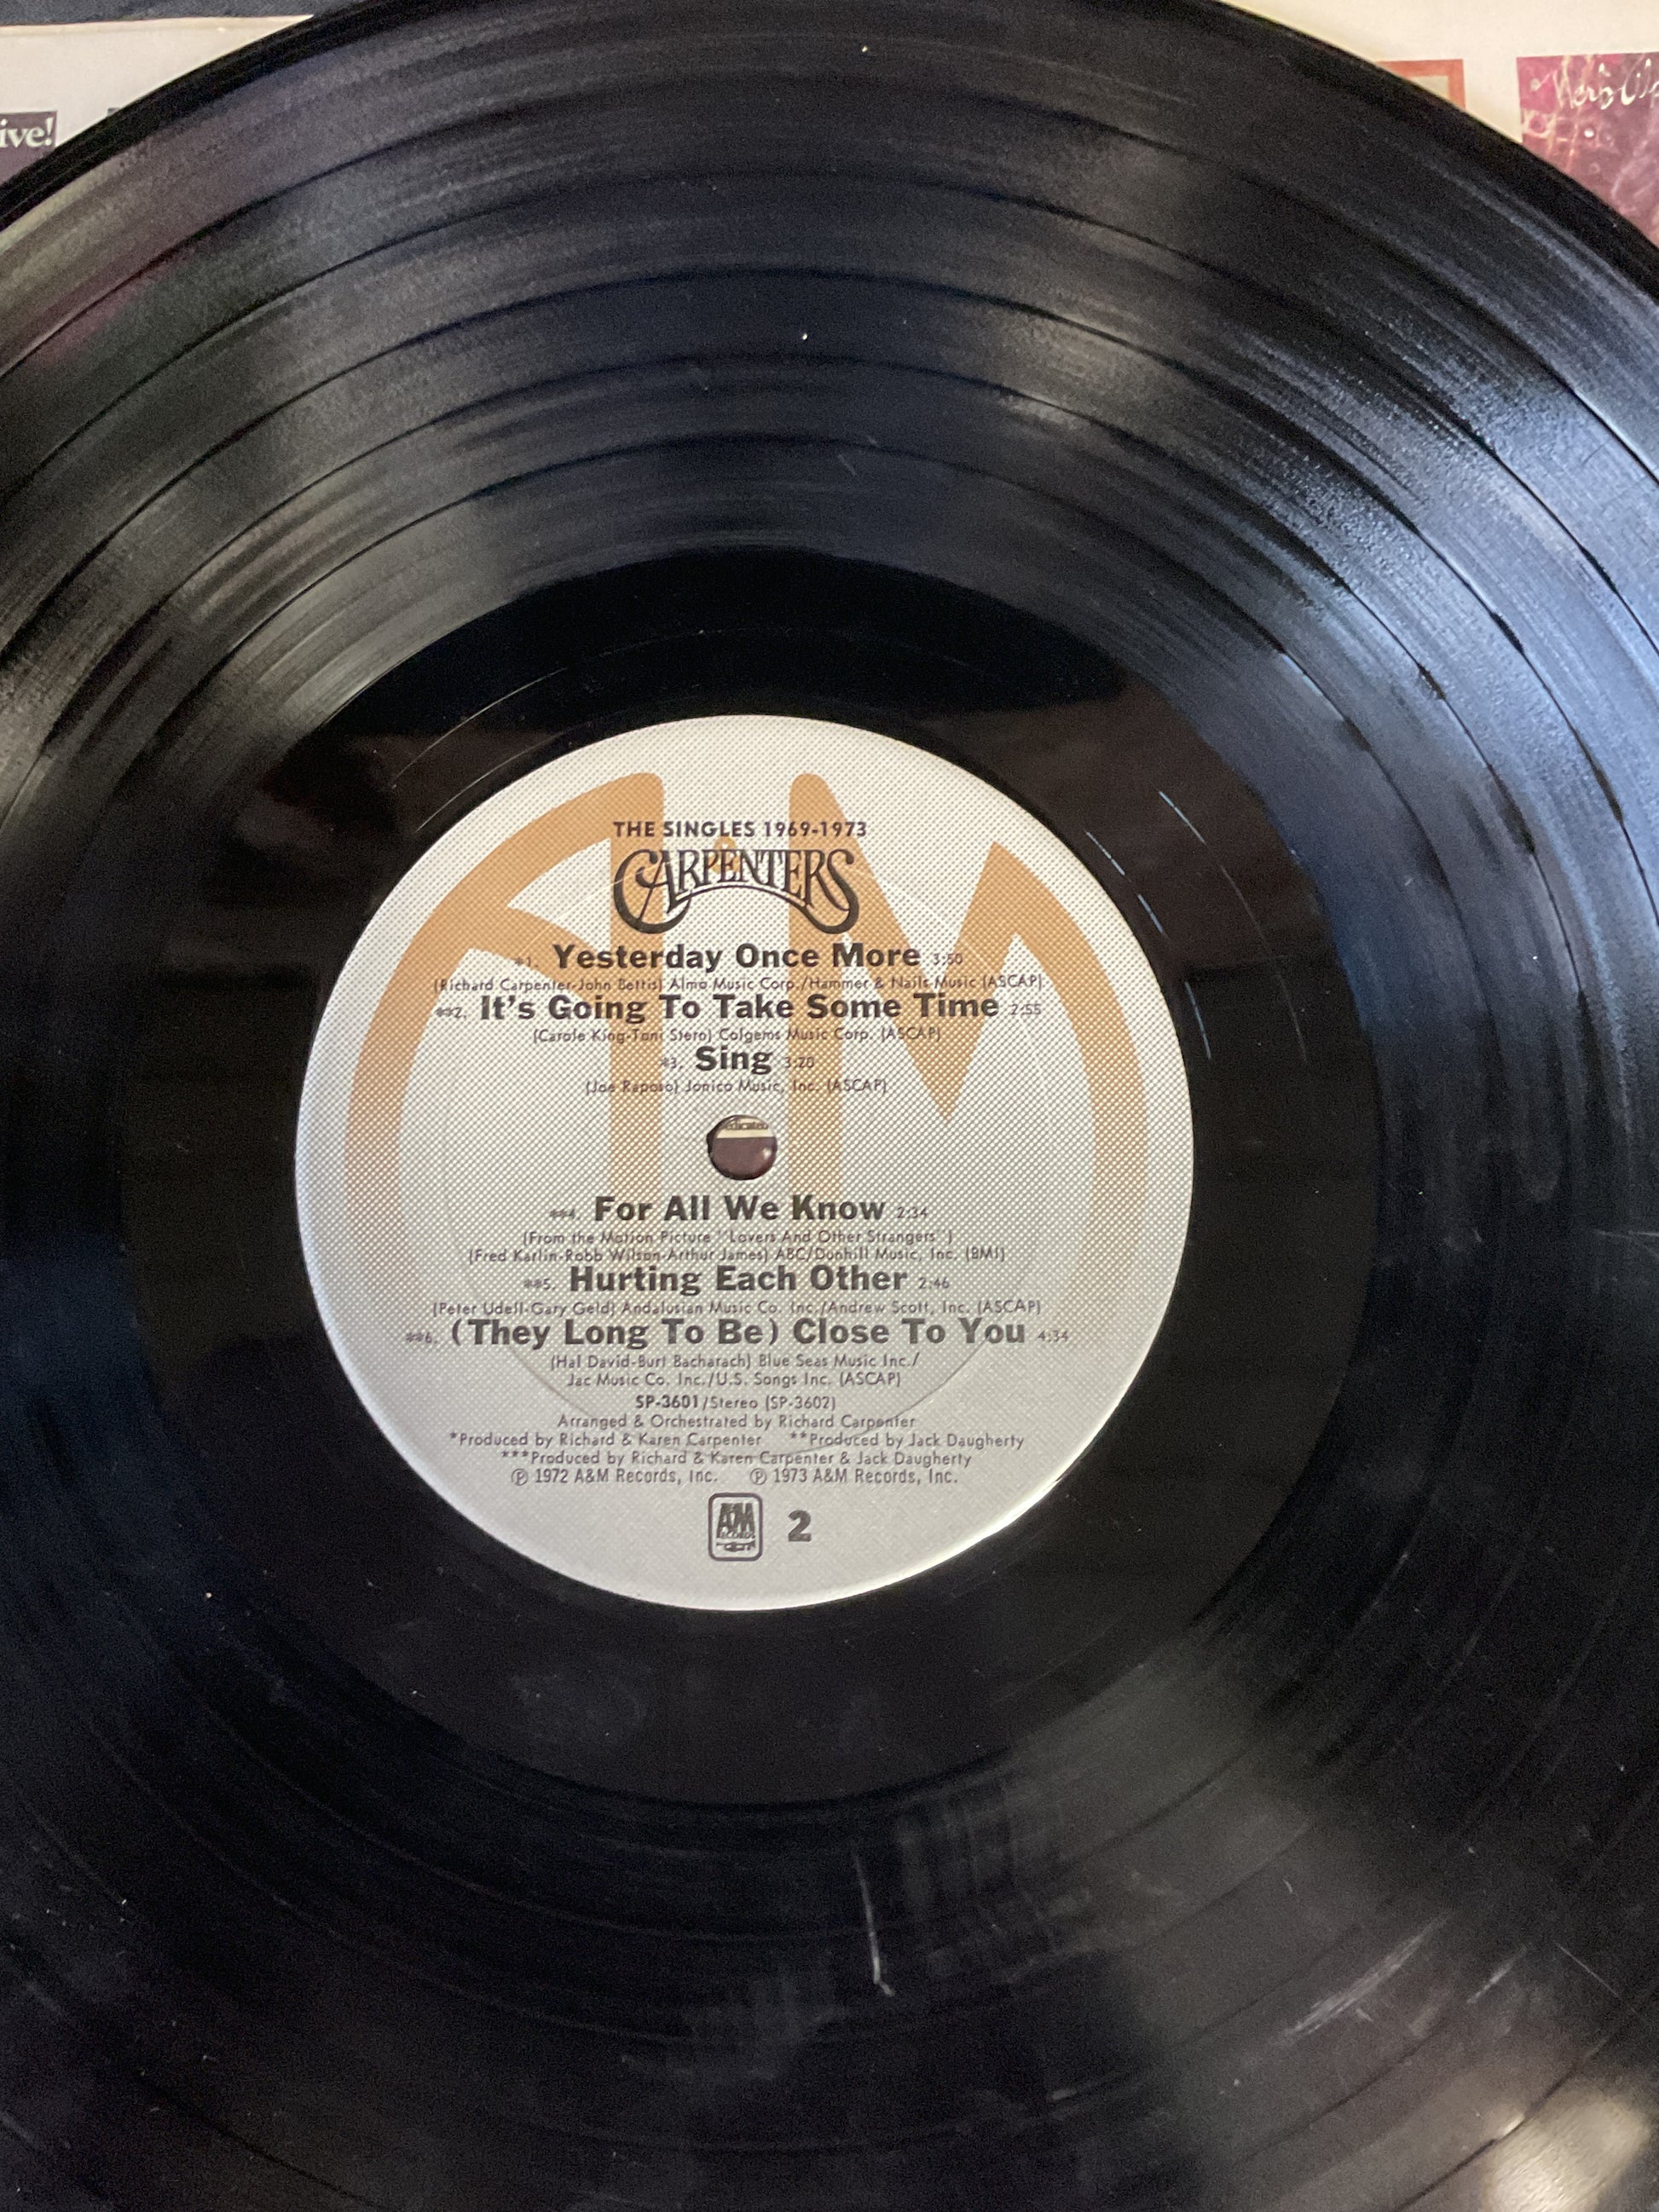 ive!
Herb
THE SINGLES 1969-1973
CARPENTERS
*1. Yesterday Once More 3:50
(Richard Carpenter-John Bettis) Almo Music Corp./Hammer & Nails Music (ASCAP)
**2. It's Going To Take Some Time 2:55
(Carole King-Toni Stern) Colgems Music Corp. (ASCAP)
*3. Sing 3:20
(Joe Raposo) Jonico Music, Inc. (ASCAP)
**4. For All We Know 2:34
(From the Motion Picture "Lovers And Other Strangers")
(Fred Karlin-Robb Wilson-Arthur James) ABC/Dunhill Music, Inc. (BMI)
**5. Hurting Each Other 2:46
(Peter Udell-Gary Geld) Andalusian Music Co. Inc./Andrew Scott, Inc. (ASCAP)
**6. (They Long To Be) Close To You 4:34
(Hal David-Burt Bacharach) Blue Seas Music Inc./
Jac Music Co. Inc./U.S. Songs Inc. (ASCAP)
SP-3601/Stereo (SP-3602)
Arranged & Orchestrated by Richard Carpenter
*Produced by Richard & Karen Carpenter **Produced by Jack Daugherty
***Produced by Richard & Karen Carpenter & Jack Daugherty
℗ 1972 A&M Records, Inc. ℗ 1973 A&M Records, Inc.
A&M RECORDS 2